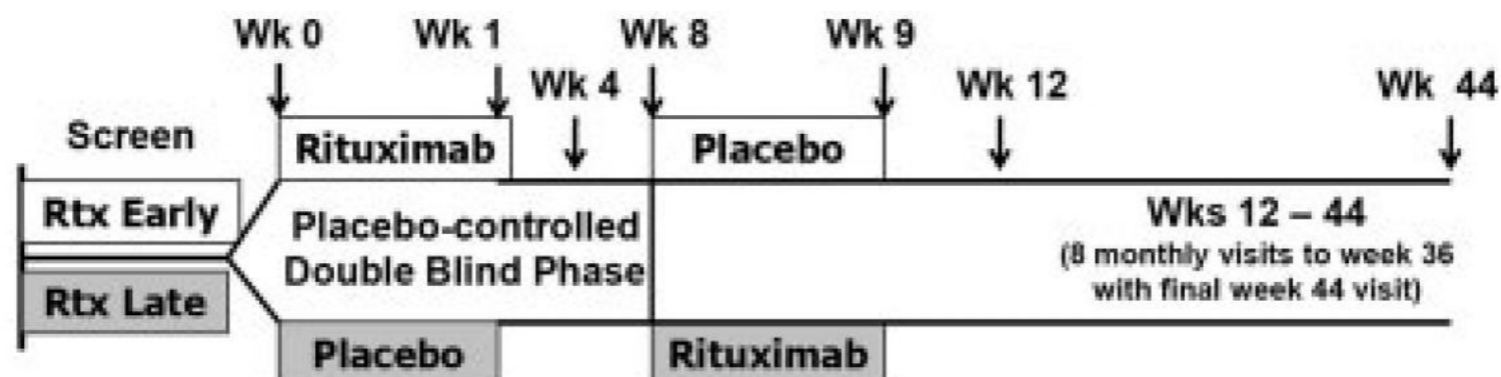 Wk 0 Wk 1 Wk 8 Wk 9
Wk 4 Wk 12 Wk 44
Screen
Rituximab Placebo
Rtx Early
Placebo-controlled
Double Blind Phase
Wks 12 – 44
(8 monthly visits to week 36
with final week 44 visit)
Rtx Late
Placebo Rituximab